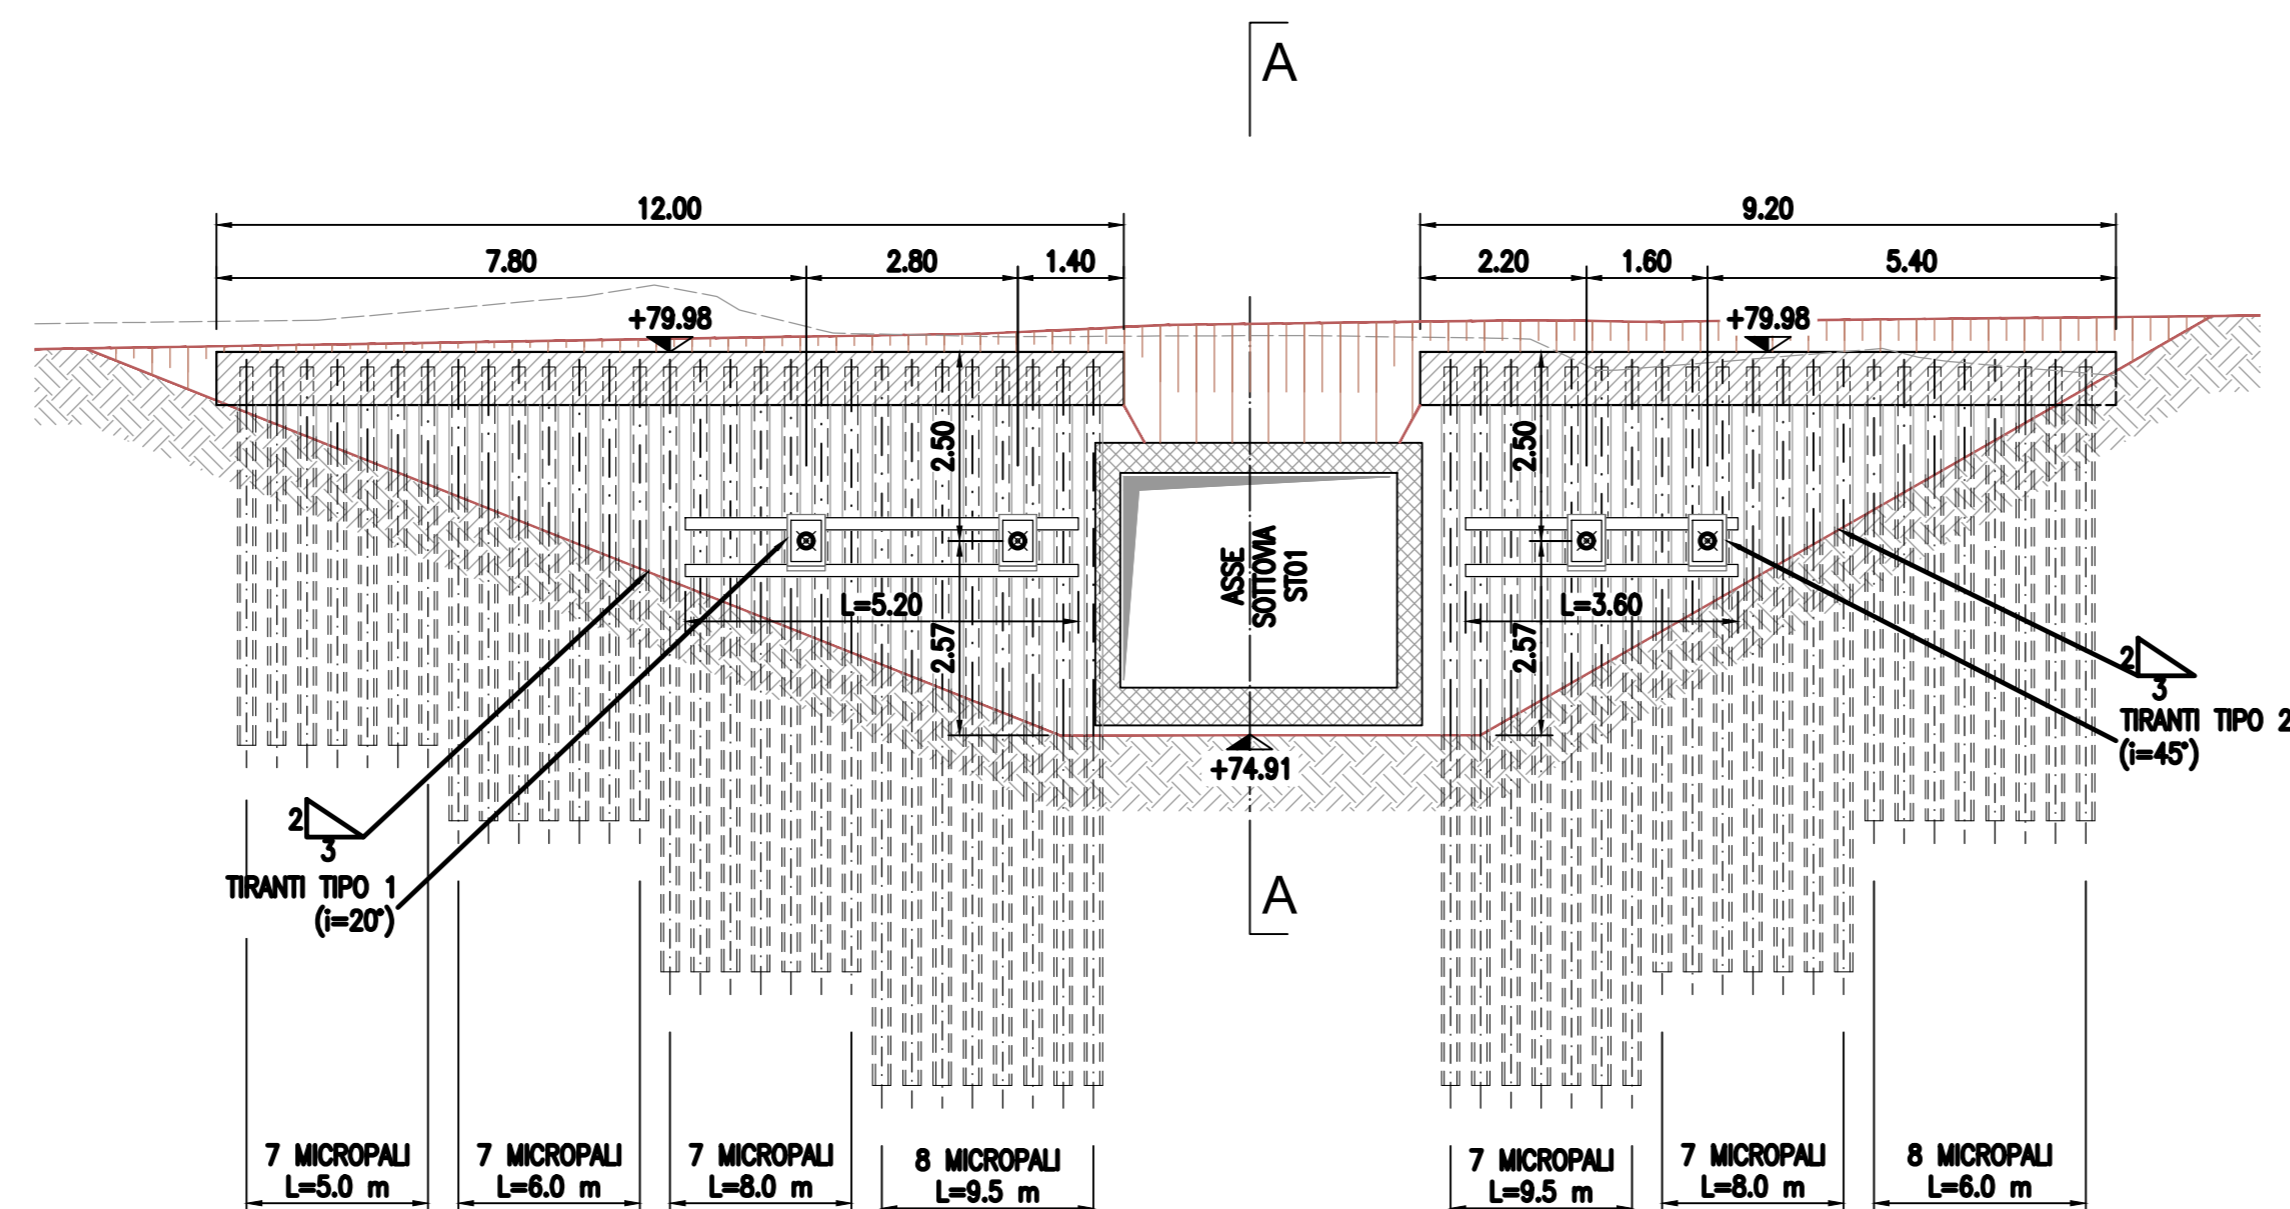 A
12.00
9.20
7.80
2.80
1.40
2.20
1.60
5.40
+79.98
+79.98
2.50
2.50
ASSE
SOTTOVIA
ST01
L=5.20
L=3.60
2.57
2.57
2
3
TIRANTI TIPO 2
(i=45°)
+74.91
2
3
TIRANTI TIPO 1
(i=20°)
A
7 MICROPALI
L=5.0 m
7 MICROPALI
L=6.0 m
7 MICROPALI
L=8.0 m
8 MICROPALI
L=9.5 m
7 MICROPALI
L=9.5 m
7 MICROPALI
L=8.0 m
8 MICROPALI
L=6.0 m